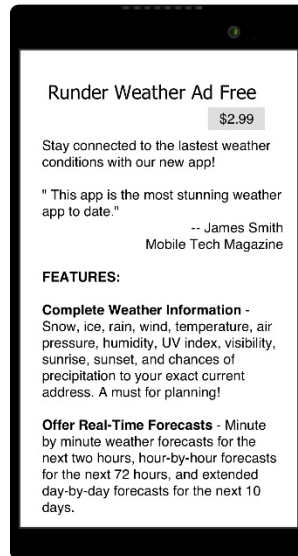 Runder Weather Ad Free
$2.99
Stay connected to the lastest weather
conditions with our new app!
" This app is the most stunning weather
app to date."
-- James Smith
Mobile Tech Magazine
FEATURES:
Complete Weather Information -
Snow, ice, rain, wind, temperature, air
pressure, humidity, UV index, visibility,
sunrise, sunset, and chances of
precipitation to your exact current
address. A must for planning!
Offer Real-Time Forecasts - Minute
by minute weather forecasts for the
next two hours, hour-by-hour forecasts
for the next 72 hours, and extended
day-by-day forecasts for the next 10
days.